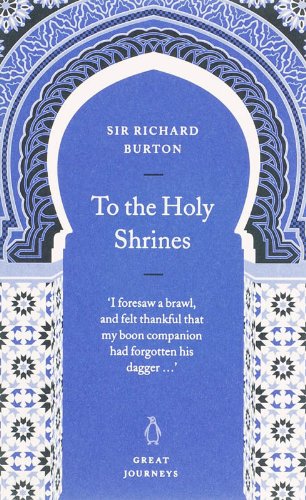 SIR RICHARD
BURTON
To the Holy
Shrines
‘I foresaw a brawl,
and felt thankful that
my boon companion
had forgotten his
dagger ...’
GREAT
JOURNEYS